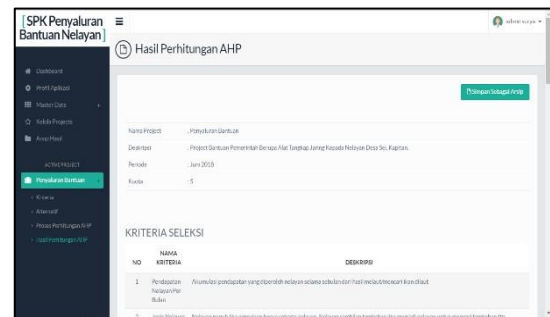 [SPK Penyaluran
Bantuan Nelayan]
Hasil Perhitungan AHP
Dashboard
Profil Aplikasi
Master Data
Kelola Projects
Arsip Hasil
ACTIVE PROJECT
Penyaluran Bantuan
Kriteria
Alternatif
Proses Perhitungan AHP
Hasil Perhitungan AHP
Simpan Sebagai Arsip
Nama Project : Penyaluran Bantuan
Deskripsi : Project Bantuan Pemerintah Berupa Alat Tangkap Jaring Kepada Nelayan Desa Sei. Kapitan.
Periode : Juni 2018
Kuota : 5
KRITERIA SELEKSI
NO NAMA KRITERIA DESKRIPSI
1 Pendapatan Nelayan Per Bulan Akumulasi pendapatan yang diperoleh nelayan selama sebulan dari hasil melaut/mencari ikan dilaut